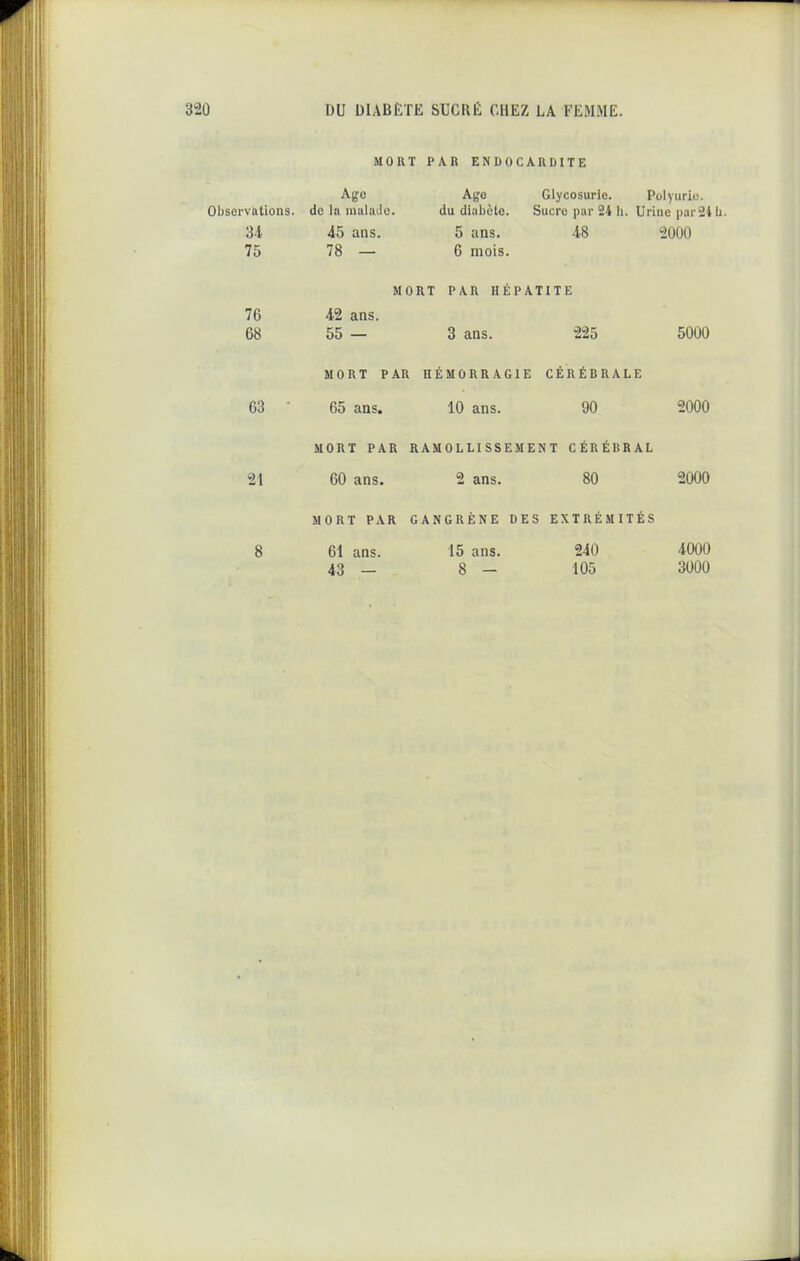 320 DU DIABÈTE SUCRÉ CHEZ LA FEMME.
MORT PAR ENDOCARDITE
Age Age Glycosurie. Polyurie.
Observations. de la malade. du diabète. Sucre par 24 h. Urine par 24 h.
34 45 ans. 5 ans. 48 2000
75 78 — 6 mois.
MORT PAR HÉPATITE
76 42 ans.
68 55 — 3 ans. 225 5000
MORT PAR HÉMORRAGIE CÉRÉBRALE
63 65 ans. 10 ans. 90 2000
MORT PAR RAMOLLISSEMENT CÉRÉBRAL
21 60 ans. 2 ans. 80 2000
MORT PAR GANGRÈNE DES EXTRÉMITÉS
8 61 ans. 15 ans. 240 4000
43 — 8 — 105 3000